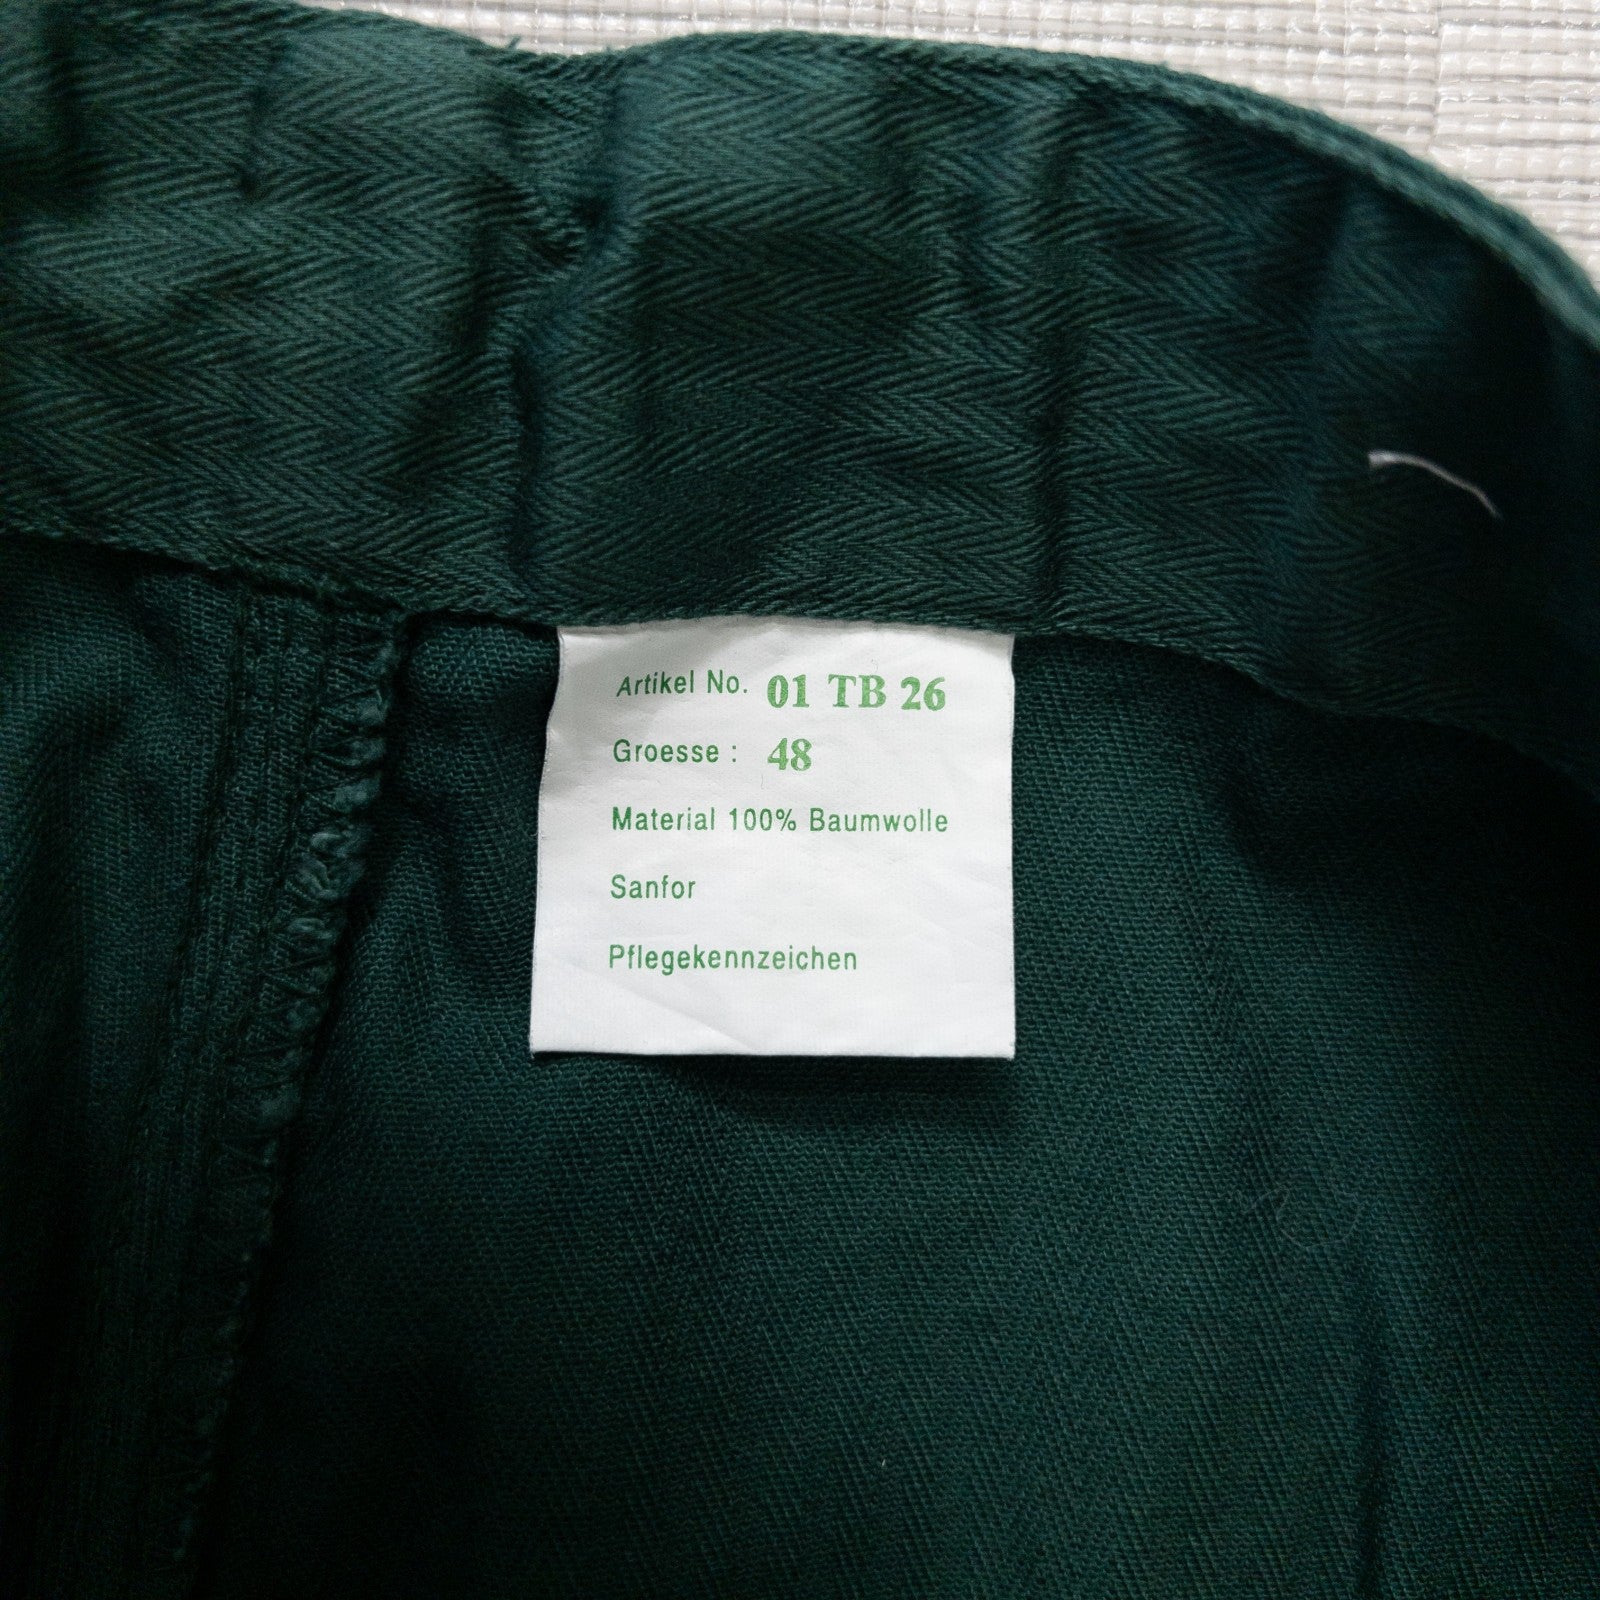 Artikel No. 01 TB 26
Groesse : 48
Material 100% Baumwolle
Sanfor
Pflegekennzeichen